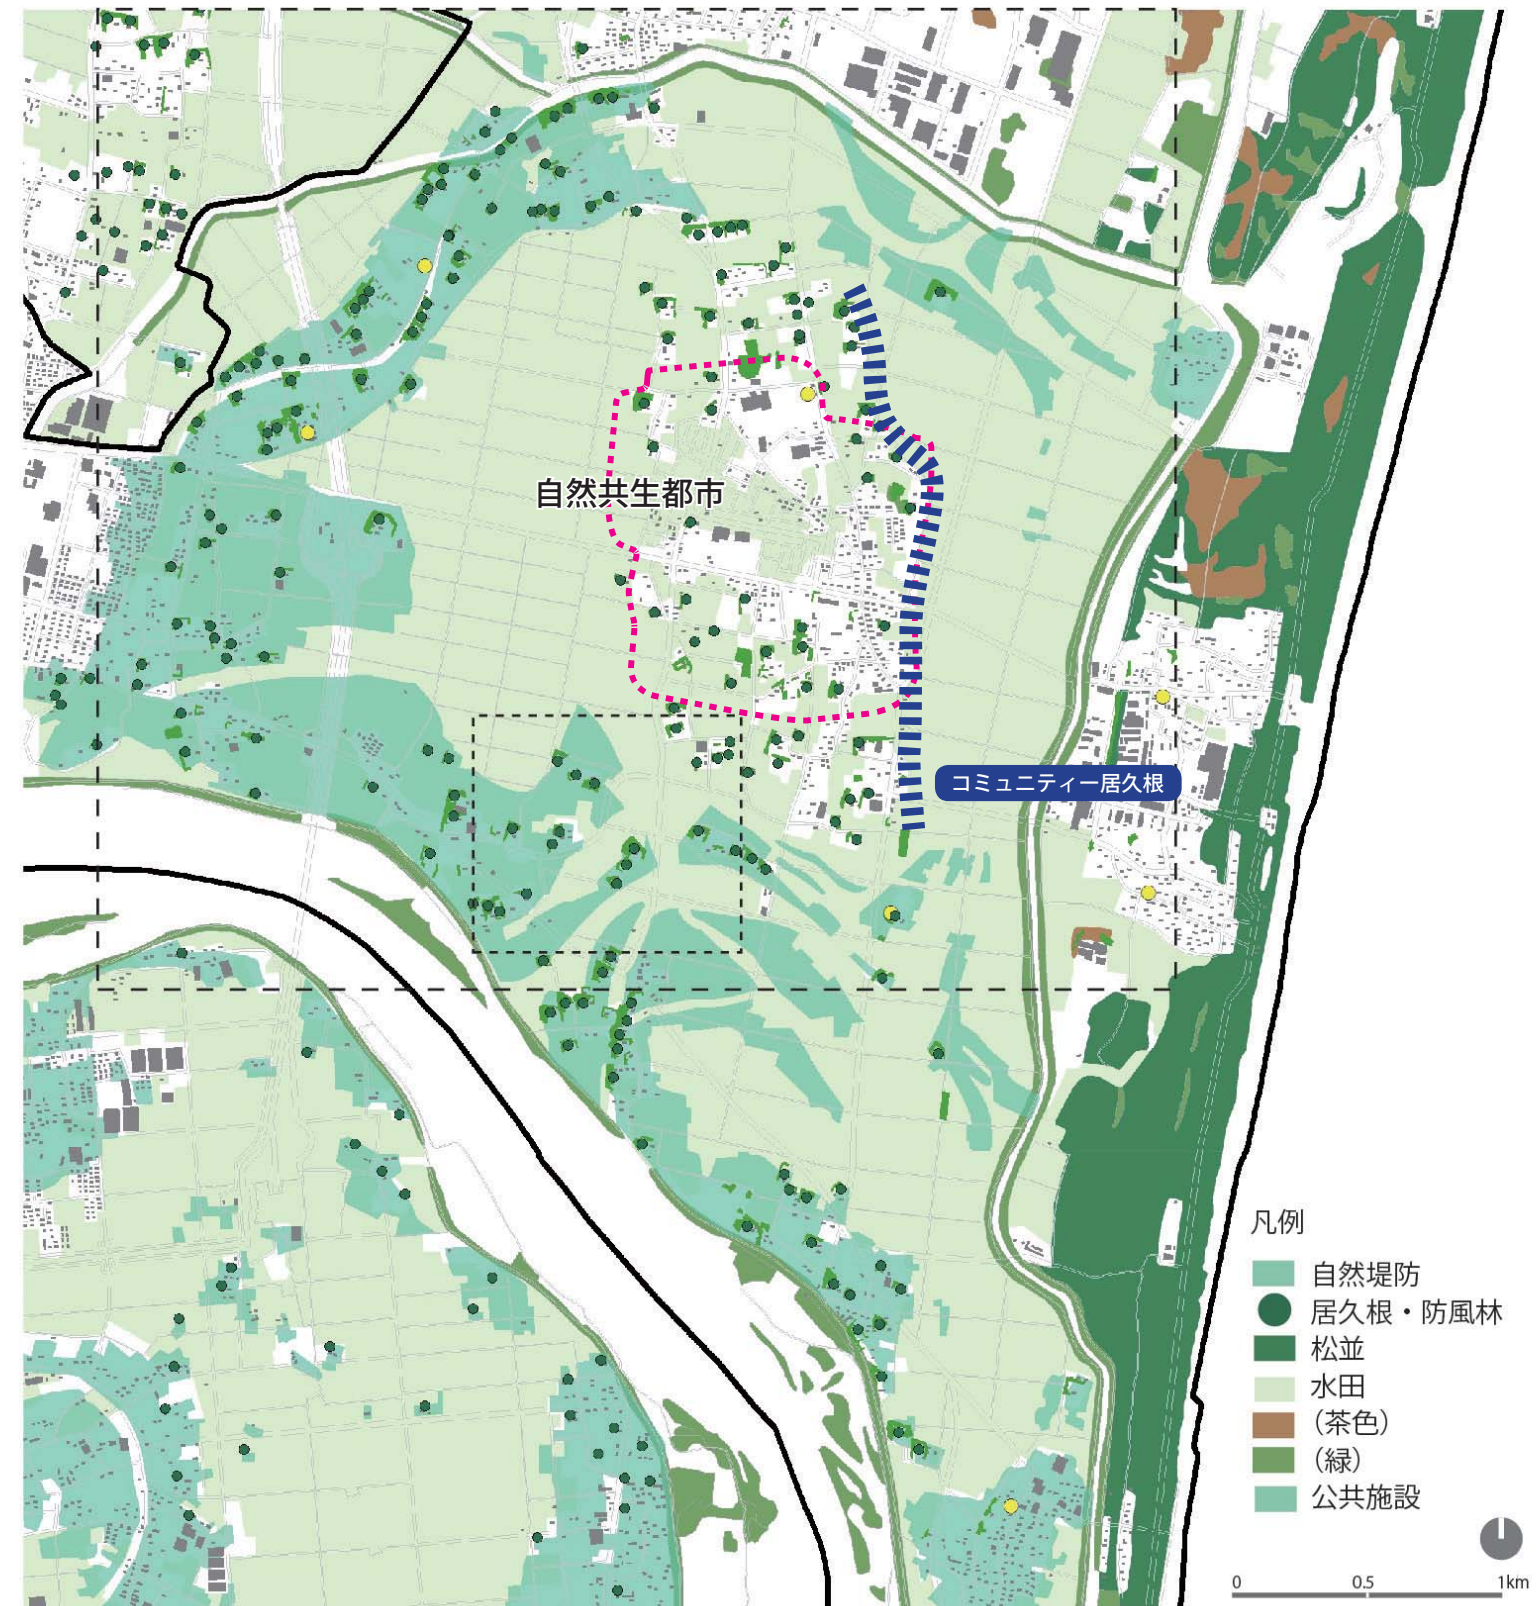 自然共生都市
コミュニティー居久根
凡例
自然堤防
居久根・防風林
松並
水田
（茶色）
（緑）
公共施設
0 0.5 1km